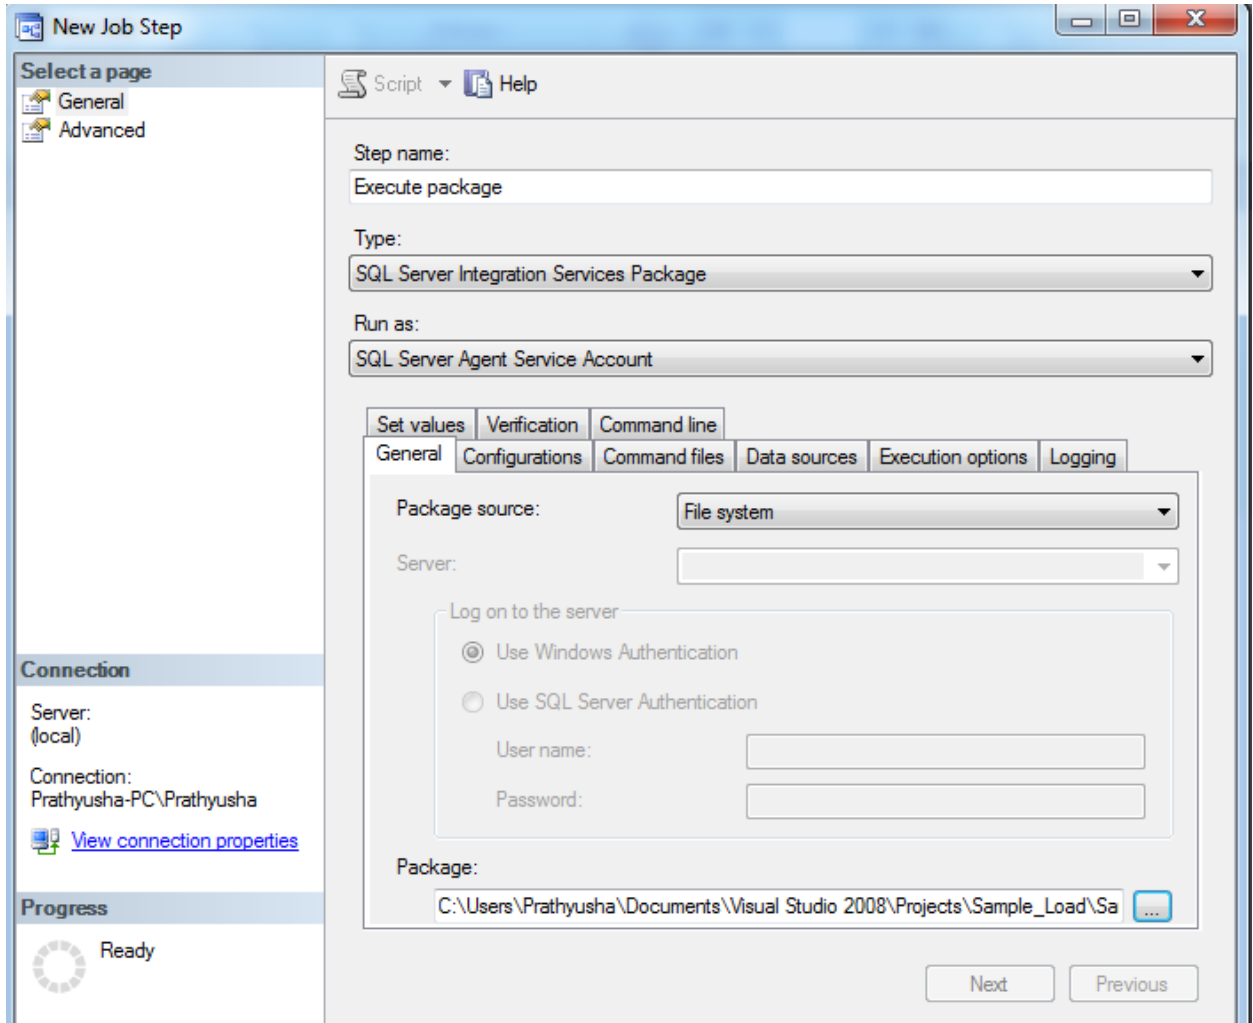 New Job Step
Select a page
General
Advanced
Script
Help
Step name:
Execute package
Type:
SQL Server Integration Services Package
Run as:
SQL Server Agent Service Account
Set values
Verification
Command line
General
Configurations
Command files
Data sources
Execution options
Logging
Package source:
File system
Server:
Log on to the server
Use Windows Authentication
Use SQL Server Authentication
User name:
Password:
Package:
C:\Users\Prathyusha\Documents\Visual Studio 2008\Projects\Sample_Load\Sa
...
Next
Previous
Connection
Server:
(local)
Connection:
Prathyusha-PC\Prathyusha
View connection properties
Progress
Ready